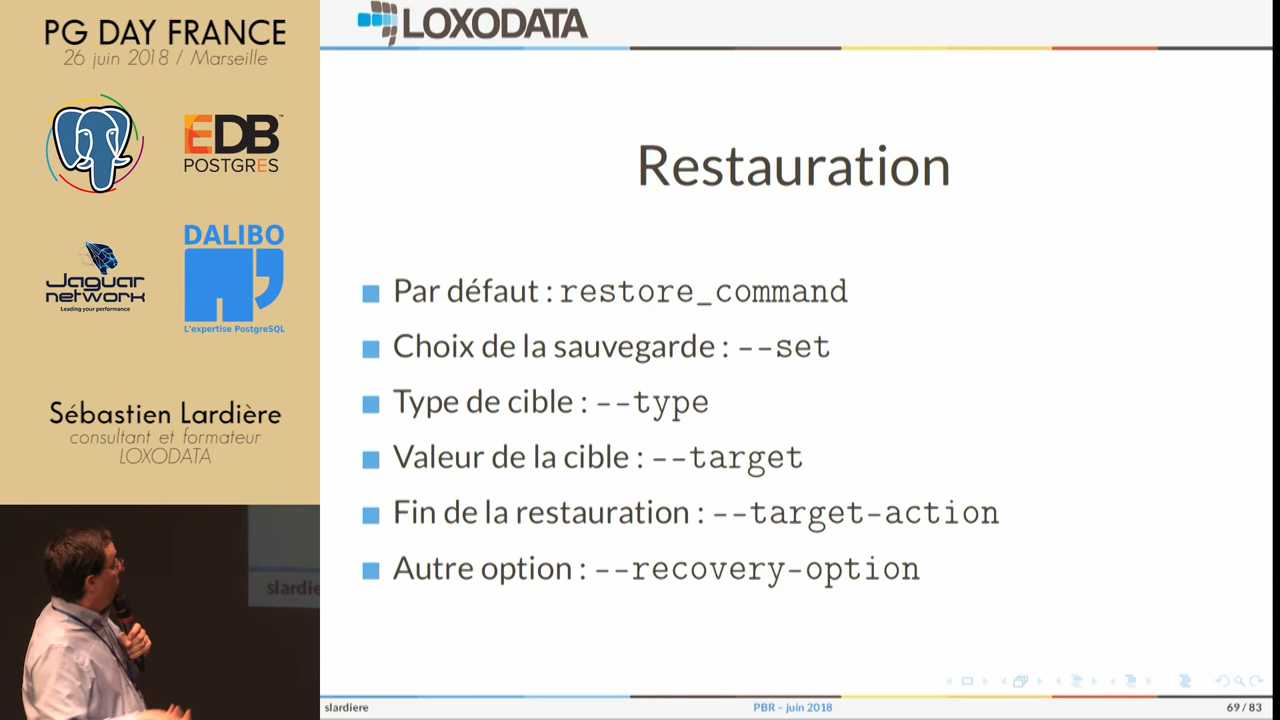 PG DAY FRANCE
26 juin 2018 / Marseille
EDB
POSTGRES
Jaguar
network
Leading your performance
DALIBO
L'expertise PostgreSQL
Sébastien Lardière
consultant et formateur
LOXODATA
slardie
LOXODATA
Restauration
Par défaut : restore_command
Choix de la sauvegarde : --set
Type de cible : --type
Valeur de la cible : --target
Fin de la restauration : --target-action
Autre option : --recovery-option
slardiere
PBR – juin 2018
69 / 83